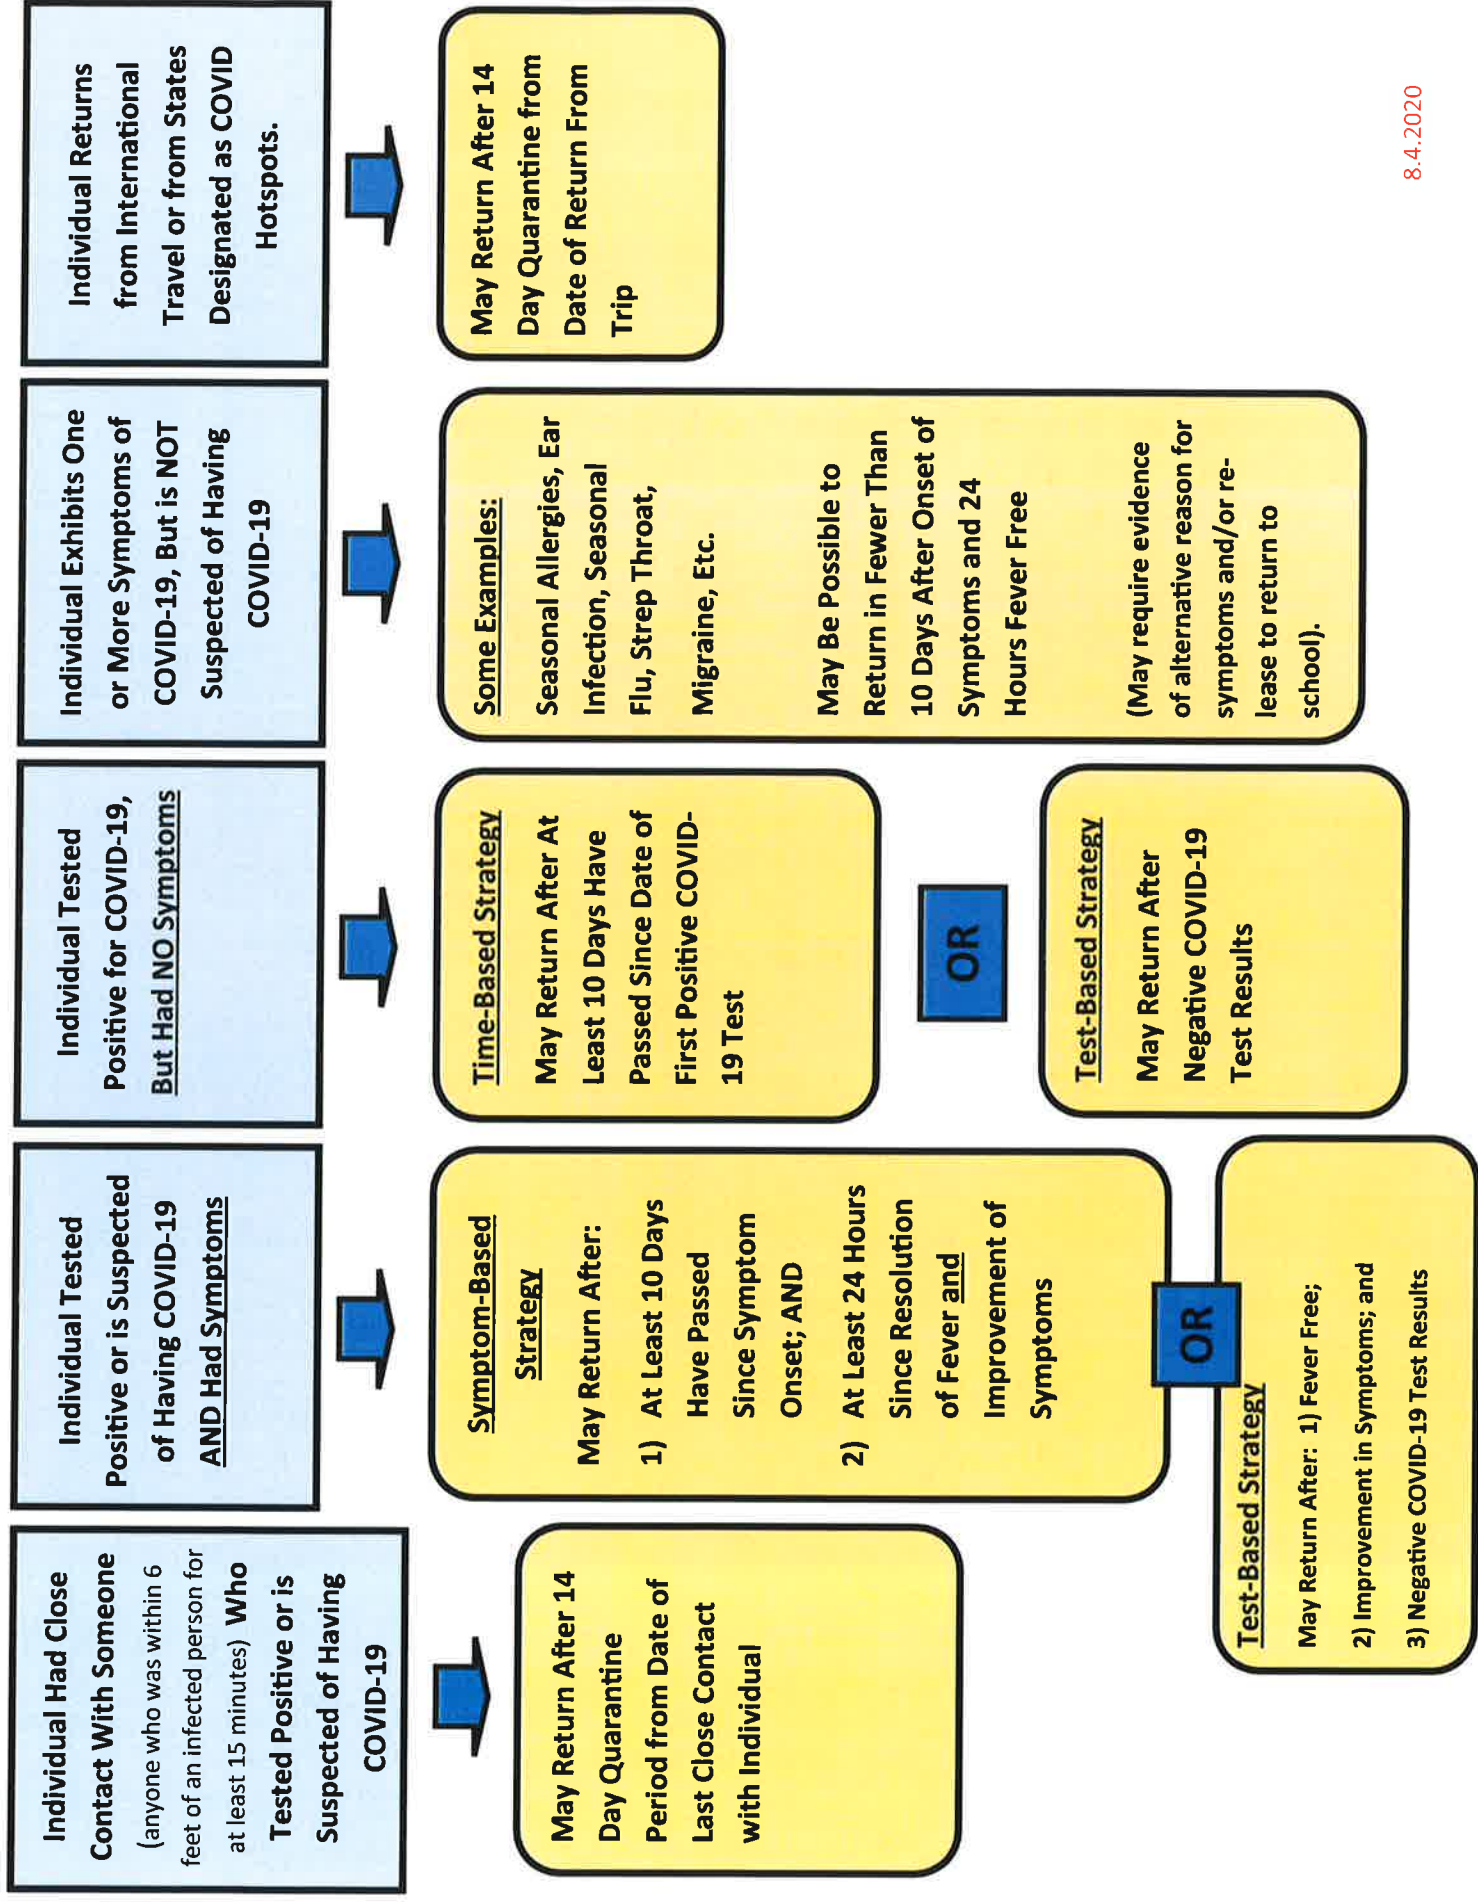 Individual Had Close
Contact With Someone
(anyone who was within 6
feet of an infected person for
at least 15 minutes) Who
Tested Positive or is
Suspected of Having
COVID-19
May Return After 14
Day Quarantine
Period from Date of
Last Close Contact
with Individual
Individual Tested
Positive or is Suspected
of Having COVID-19
AND Had Symptoms
Symptom-Based
Strategy
May Return After:
1) At Least 10 Days
Have Passed
Since Symptom
Onset; AND
2) At Least 24 Hours
Since Resolution
of Fever and
Improvement of
Symptoms
OR
Test-Based Strategy
May Return After: 1) Fever Free;
2) Improvement in Symptoms; and
3) Negative COVID-19 Test Results
Individual Tested
Positive for COVID-19,
But Had NO Symptoms
Time-Based Strategy
May Return After At
Least 10 Days Have
Passed Since Date of
First Positive COVID-
19 Test
OR
Test-Based Strategy
May Return After
Negative COVID-19
Test Results
Individual Exhibits One
or More Symptoms of
COVID-19, But is NOT
Suspected of Having
COVID-19
Some Examples:
Seasonal Allergies, Ear
Infection, Seasonal
Flu, Strep Throat,
Migraine, Etc.
May Be Possible to
Return in Fewer Than
10 Days After Onset of
Symptoms and 24
Hours Fever Free
(May require evidence
of alternative reason for
symptoms and/or re-
lease to return to
school).
Individual Returns
from International
Travel or from States
Designated as COVID
Hotspots.
May Return After 14
Day Quarantine from
Date of Return From
Trip
8.4.2020